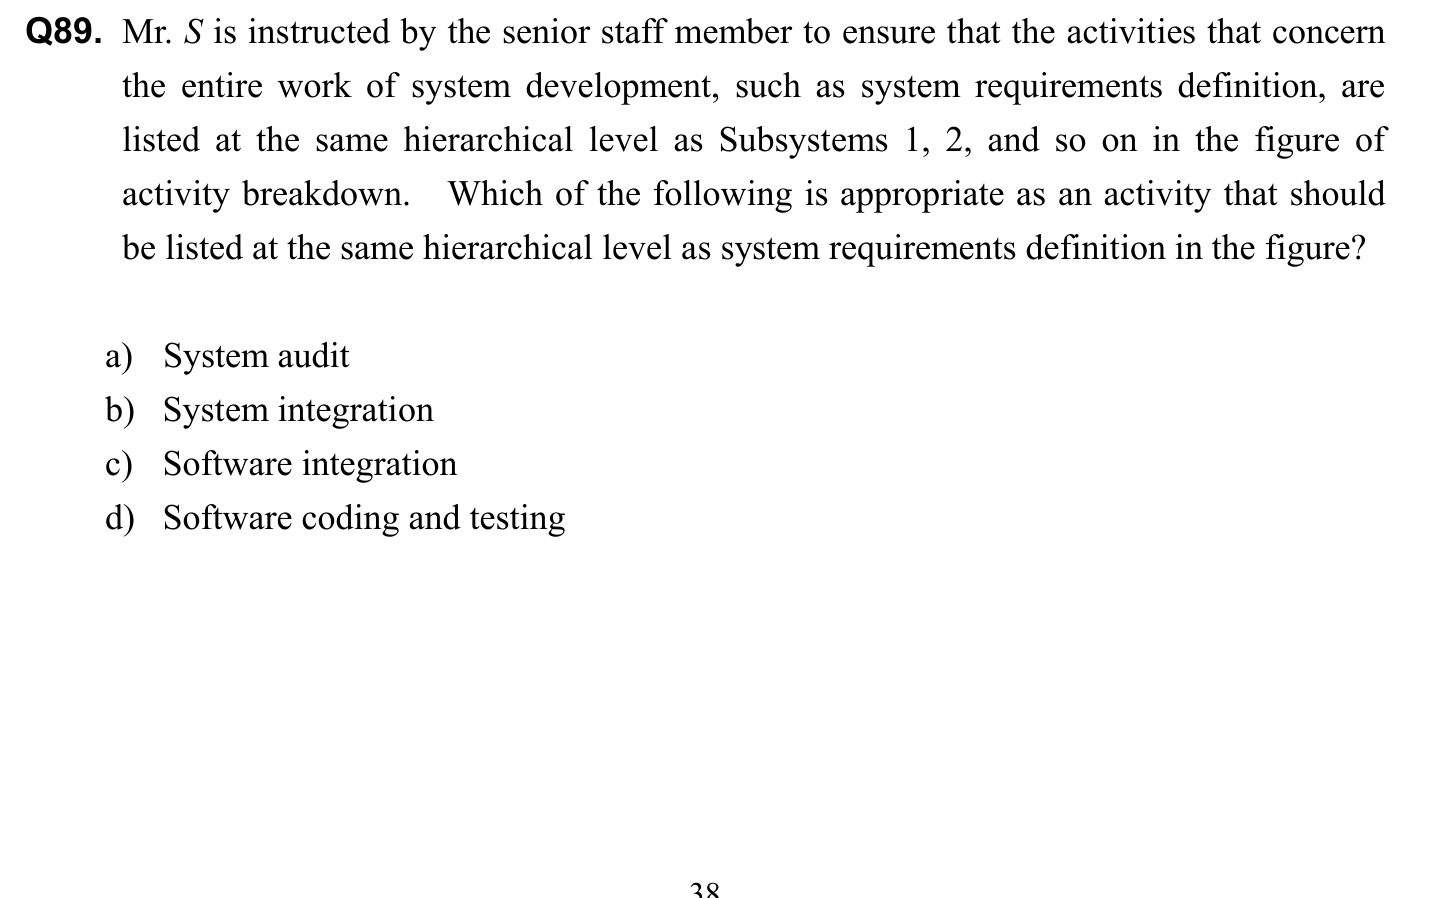 Q89. Mr. S is instructed by the senior staff member to ensure that the activities that concern
the entire work of system development, such as system requirements definition, are
listed at the same hierarchical level as Subsystems 1, 2, and so on in the figure of
activity breakdown. Which of the following is appropriate as an activity that should
be listed at the same hierarchical level as system requirements definition in the figure?
a) System audit
b) System integration
c) Software integration
d) Software coding and testing
38